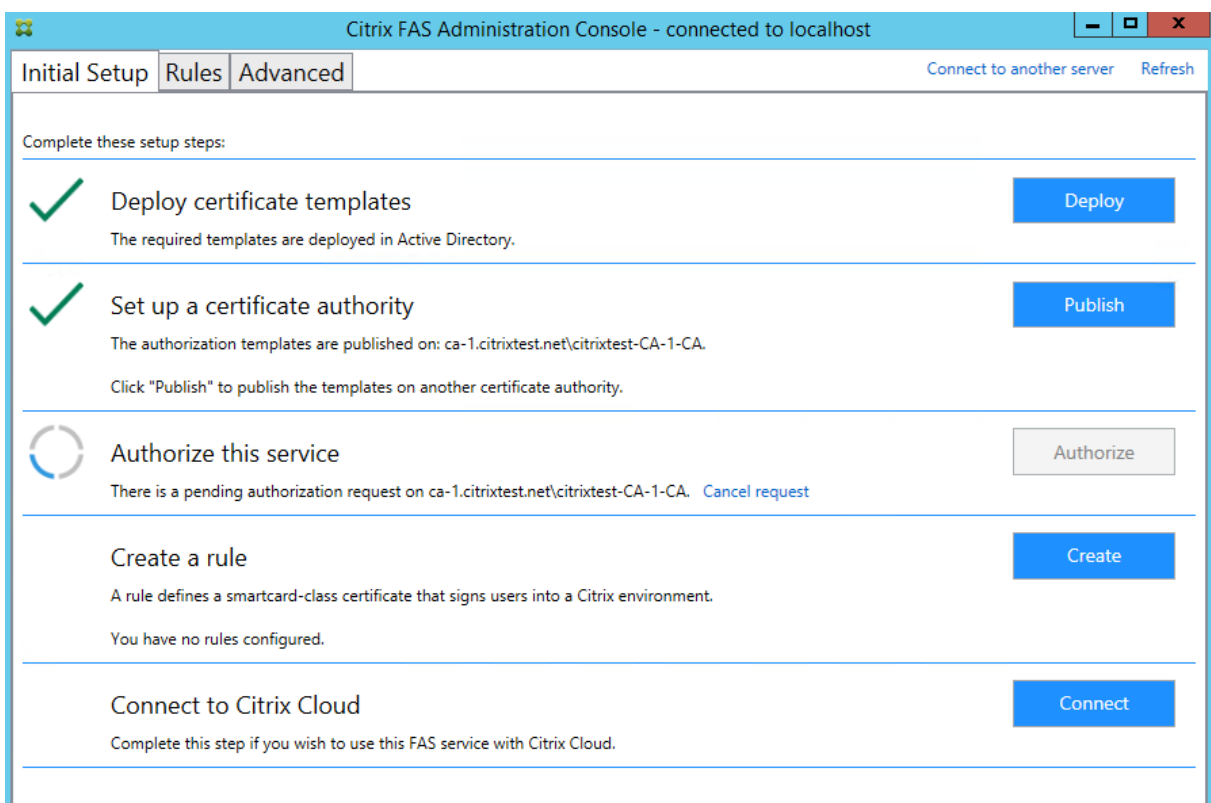 Citrix FAS Administration Console - connected to localhost
Initial Setup Rules Advanced Connect to another server Refresh
Complete these setup steps:
Deploy certificate templates Deploy
The required templates are deployed in Active Directory.
Set up a certificate authority Publish
The authorization templates are published on: ca-1.citrixtest.net\citrixtest-CA-1-CA.
Click "Publish" to publish the templates on another certificate authority.
Authorize this service Authorize
There is a pending authorization request on ca-1.citrixtest.net\citrixtest-CA-1-CA. Cancel request
Create a rule Create
A rule defines a smartcard-class certificate that signs users into a Citrix environment.
You have no rules configured.
Connect to Citrix Cloud Connect
Complete this step if you wish to use this FAS service with Citrix Cloud.